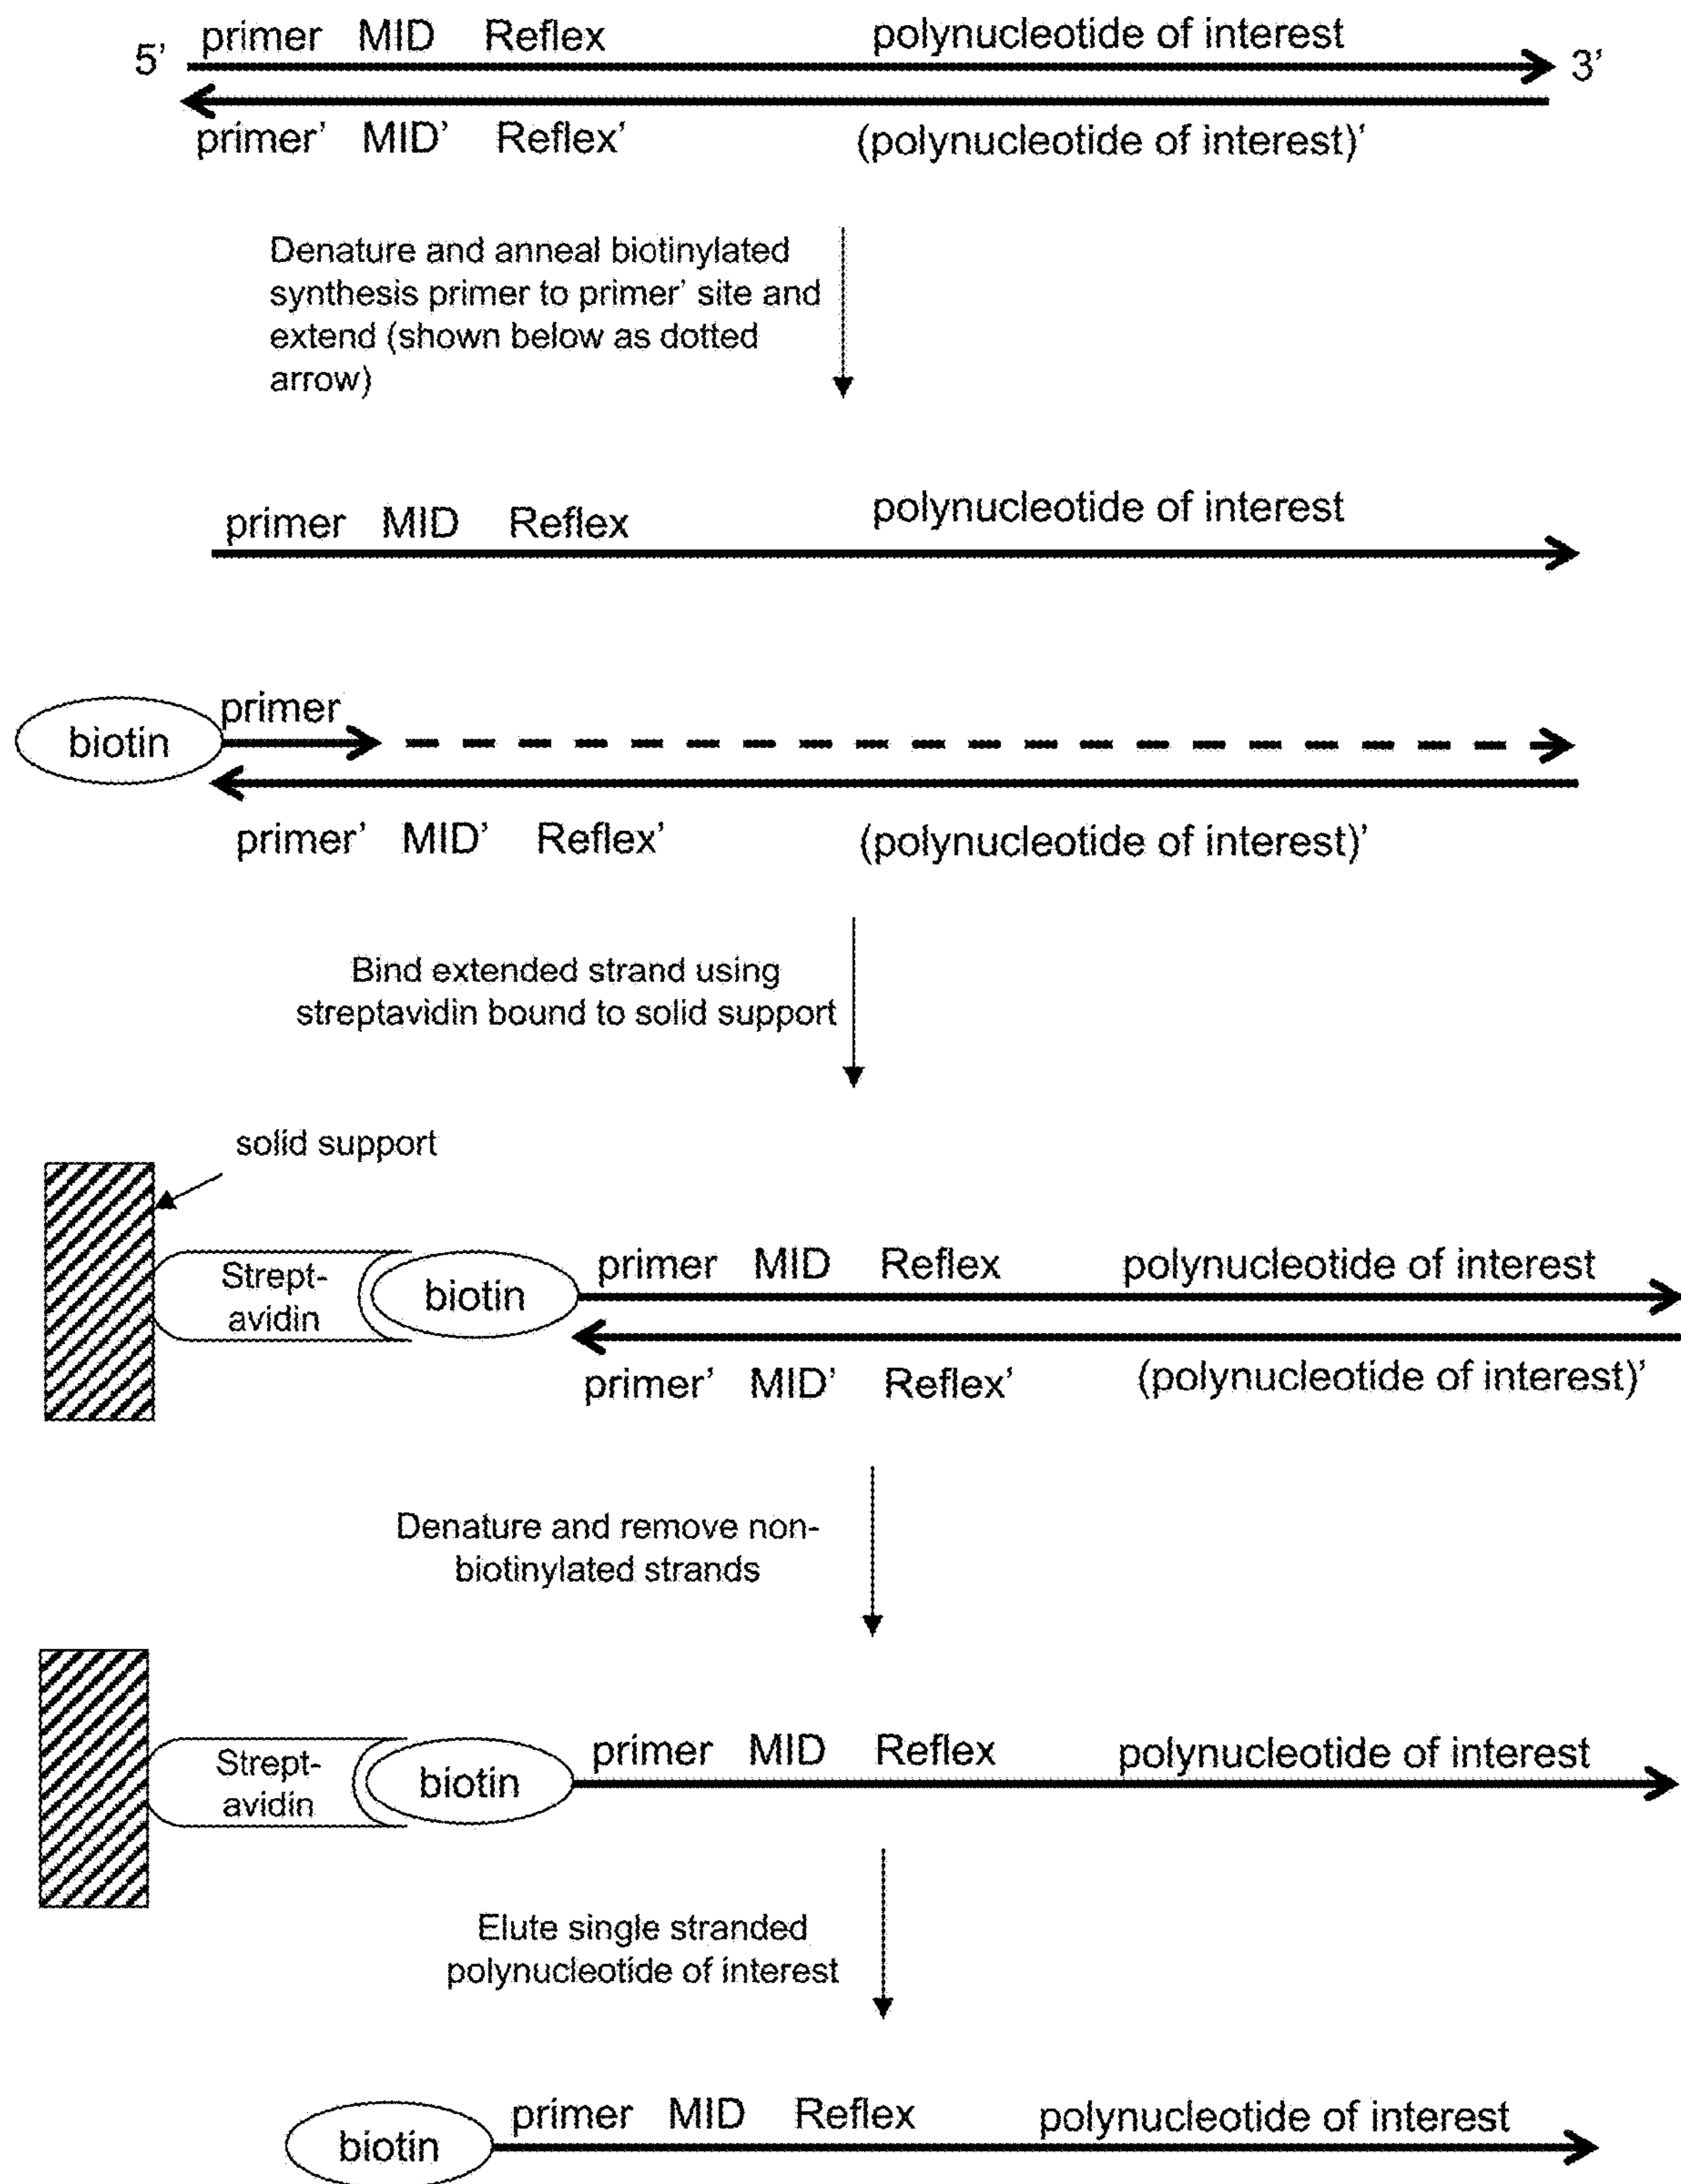 primer MID Reflex polynucleotide of interest
5’ 3’
primer’ MID’ Reflex’ (polynucleotide of interest)’
Denature and anneal biotinylated
synthesis primer to primer’ site and
extend (shown below as dotted
arrow)
primer MID Reflex polynucleotide of interest
primer
biotin
primer’ MID’ Reflex’ (polynucleotide of interest)’
Bind extended strand using
streptavidin bound to solid support
solid support
primer MID Reflex polynucleotide of interest
Strept-
avidin
biotin
primer’ MID’ Reflex’ (polynucleotide of interest)’
Denature and remove non-
biotinylated strands
primer MID Reflex polynucleotide of interest
Strept-
avidin
biotin
Elute single stranded
polynucleotide of interest
primer MID Reflex polynucleotide of interest
biotin